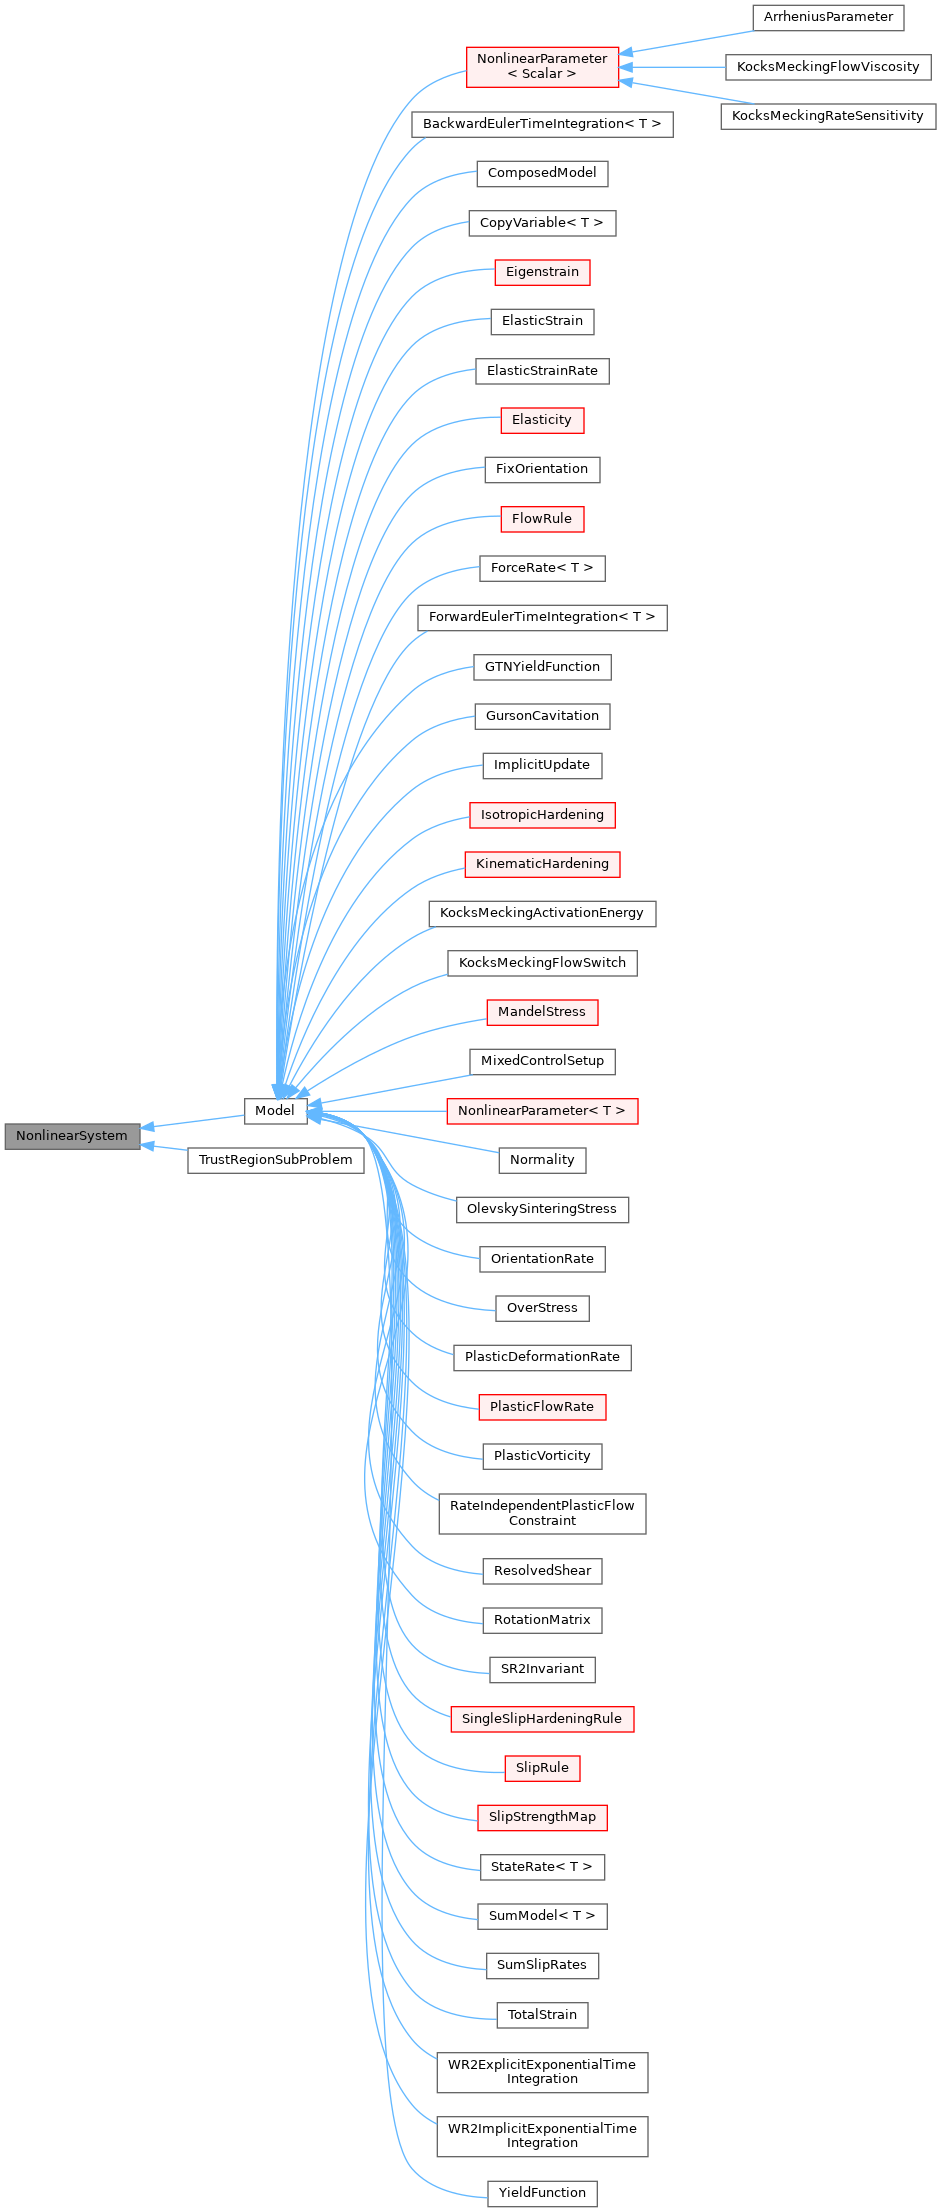 ArrheniusParameter
NonlinearParameter
< Scalar >
KocksMeckingFlowViscosity
KocksMeckingRateSensitivity
BackwardEulerTimeIntegration< T >
ComposedModel
CopyVariable< T >
Eigenstrain
ElasticStrain
ElasticStrainRate
Elasticity
FixOrientation
FlowRule
ForceRate< T >
ForwardEulerTimeIntegration< T >
GTNYieldFunction
GursonCavitation
ImplicitUpdate
IsotropicHardening
KinematicHardening
KocksMeckingActivationEnergy
KocksMeckingFlowSwitch
MandelStress
MixedControlSetup
Model
NonlinearParameter< T >
NonlinearSystem
TrustRegionSubProblem
Normality
OlevskySinteringStress
OrientationRate
OverStress
PlasticDeformationRate
PlasticFlowRate
PlasticVorticity
RateIndependentPlasticFlow
Constraint
ResolvedShear
RotationMatrix
SR2Invariant
SingleSlipHardeningRule
SlipRule
SlipStrengthMap
StateRate< T >
SumModel< T >
SumSlipRates
TotalStrain
WR2ExplicitExponentialTime
Integration
WR2ImplicitExponentialTime
Integration
YieldFunction